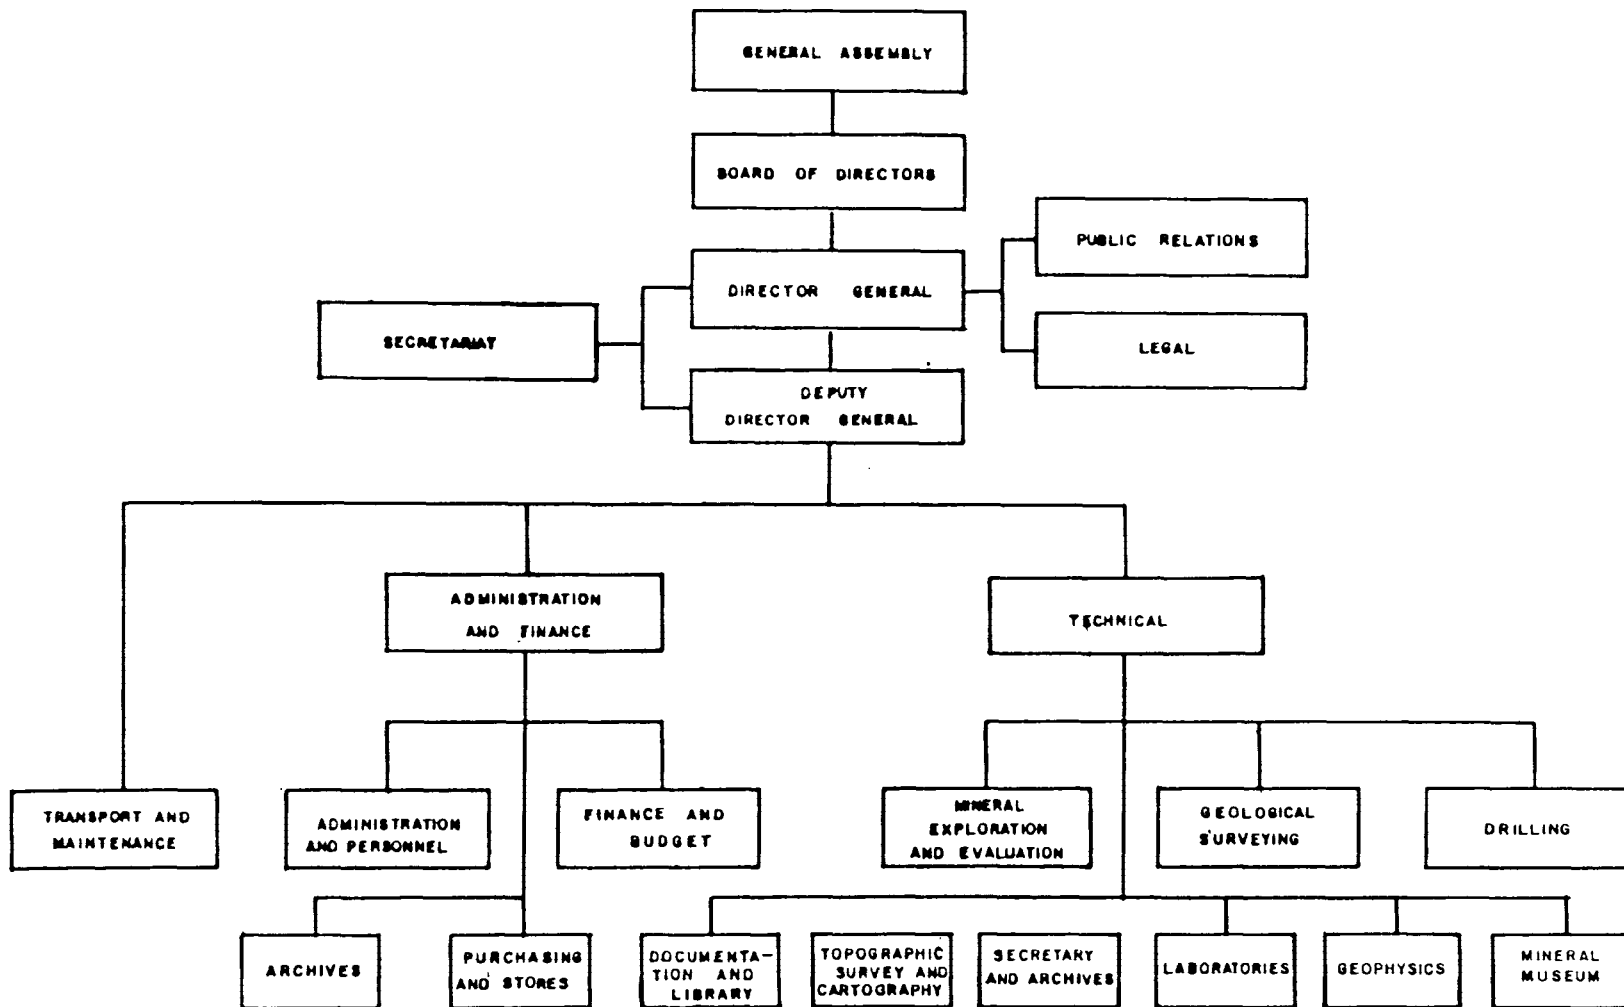 GENERAL ASSEMBLY
BOARD OF DIRECTORS
PUBLIC RELATIONS
DIRECTOR GENERAL
SECRETARIAT
LEGAL
DEPUTY
DIRECTOR GENERAL
ADMINISTRATION
AND FINANCE
TECHNICAL
TRANSPORT AND
MAINTENANCE
ADMINISTRATION
AND PERSONNEL
FINANCE AND
BUDGET
MINERAL
EXPLORATION
AND EVALUATION
GEOLOGICAL
SURVEYING
DRILLING
ARCHIVES
PURCHASING
AND STORES
DOCUMENTA-
TION AND
LIBRARY
TOPOGRAPHIC
SURVEY AND
CARTOGRAPHY
SECRETARY
AND ARCHIVES
LABORATORIES
GEOPHYSICS
MINERAL
MUSEUM